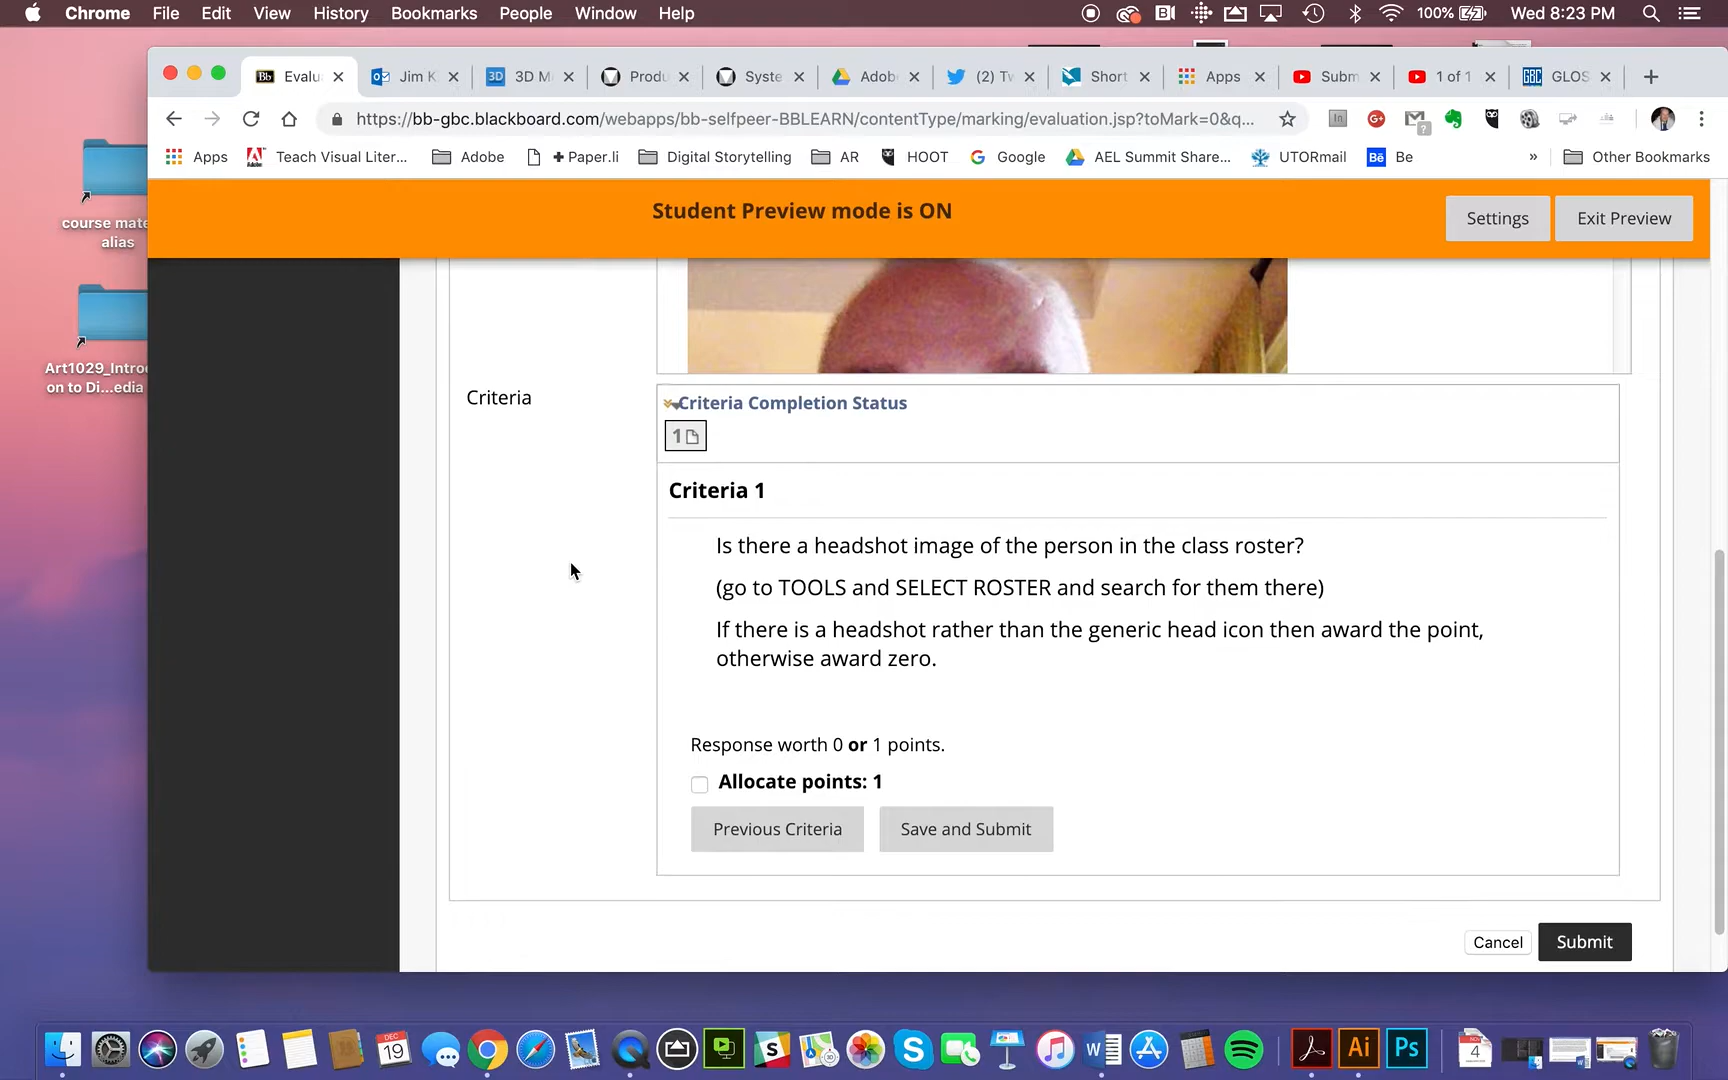 Chrome File Edit View History Bookmarks People Window Help
100% Wed 8:23 PM
Evalu
Jim K
3D M
Produ
Syste
Adob
(2) Tw
Short
Apps
Subm
1 of 1
GLOS
https://bb-gbc.blackboard.com/webapps/bb-selfpeer-BBLEARN/contentType/marking/evaluation.jsp?toMark=0&q...
Apps
Teach Visual Liter...
Adobe
+ Paper.li
Digital Storytelling
AR
HOOT
Google
AEL Summit Share...
UTORmail
Be
»
Other Bookmarks
Student Preview mode is ON
Settings
Exit Preview
course mate
alias
Art1029_Intro
on to Di...edia
Criteria
Criteria Completion Status
1
Criteria 1
Is there a headshot image of the person in the class roster?
(go to TOOLS and SELECT ROSTER and search for them there)
If there is a headshot rather than the generic head icon then award the point,
otherwise award zero.
Response worth 0 or 1 points.
Allocate points: 1
Previous Criteria
Save and Submit
Cancel
Submit
DEC
19
Ai
Ps
4